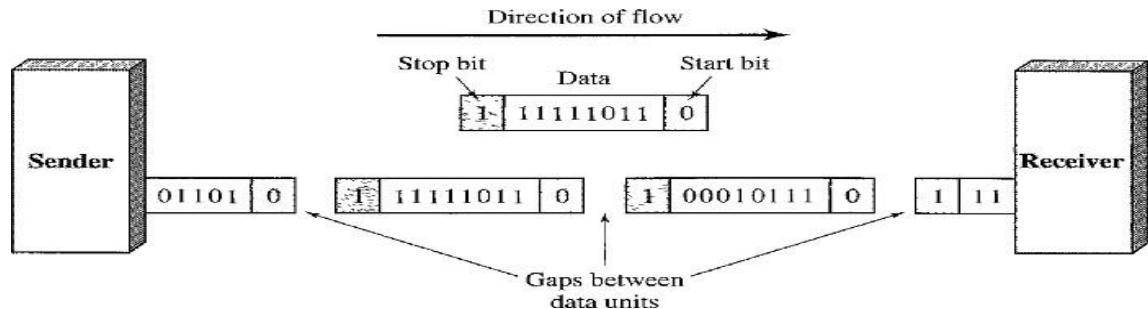 Direction of flow
Stop bit Data Start bit
1 11111011 0
Sender
Receiver
01101 0 1 11111011 0 1 00010111 0 1 11
Gaps between
data units